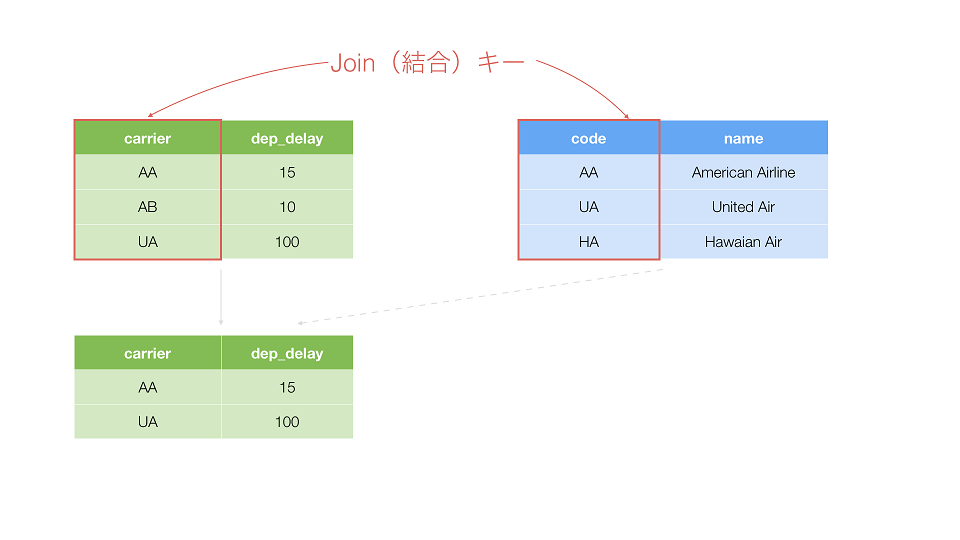 Join（結合）キー
carrier dep_delay
AA 15
AB 10
UA 100
code name
AA American Airline
UA United Air
HA Hawaian Air
carrier dep_delay
AA 15
UA 100